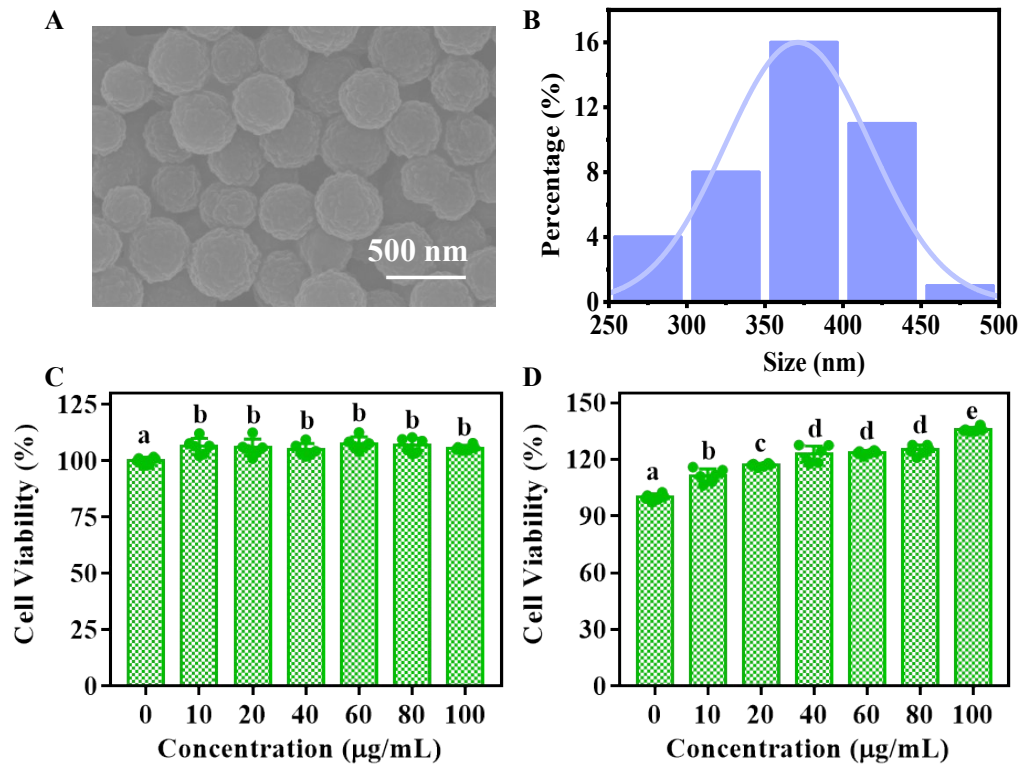 A
500 nm
B
Percentage (%)
16
12
8
4
0
250 300 350 400 450 500
Size (nm)
C
Cell Viability (%)
125
100
75
50
25
0
a b b b b b b
0 10 20 40 60 80 100
Concentration (μg/mL)
D
Cell Viability (%)
150
120
90
60
30
0
a b c d d d e
0 10 20 40 60 80 100
Concentration (μg/mL)